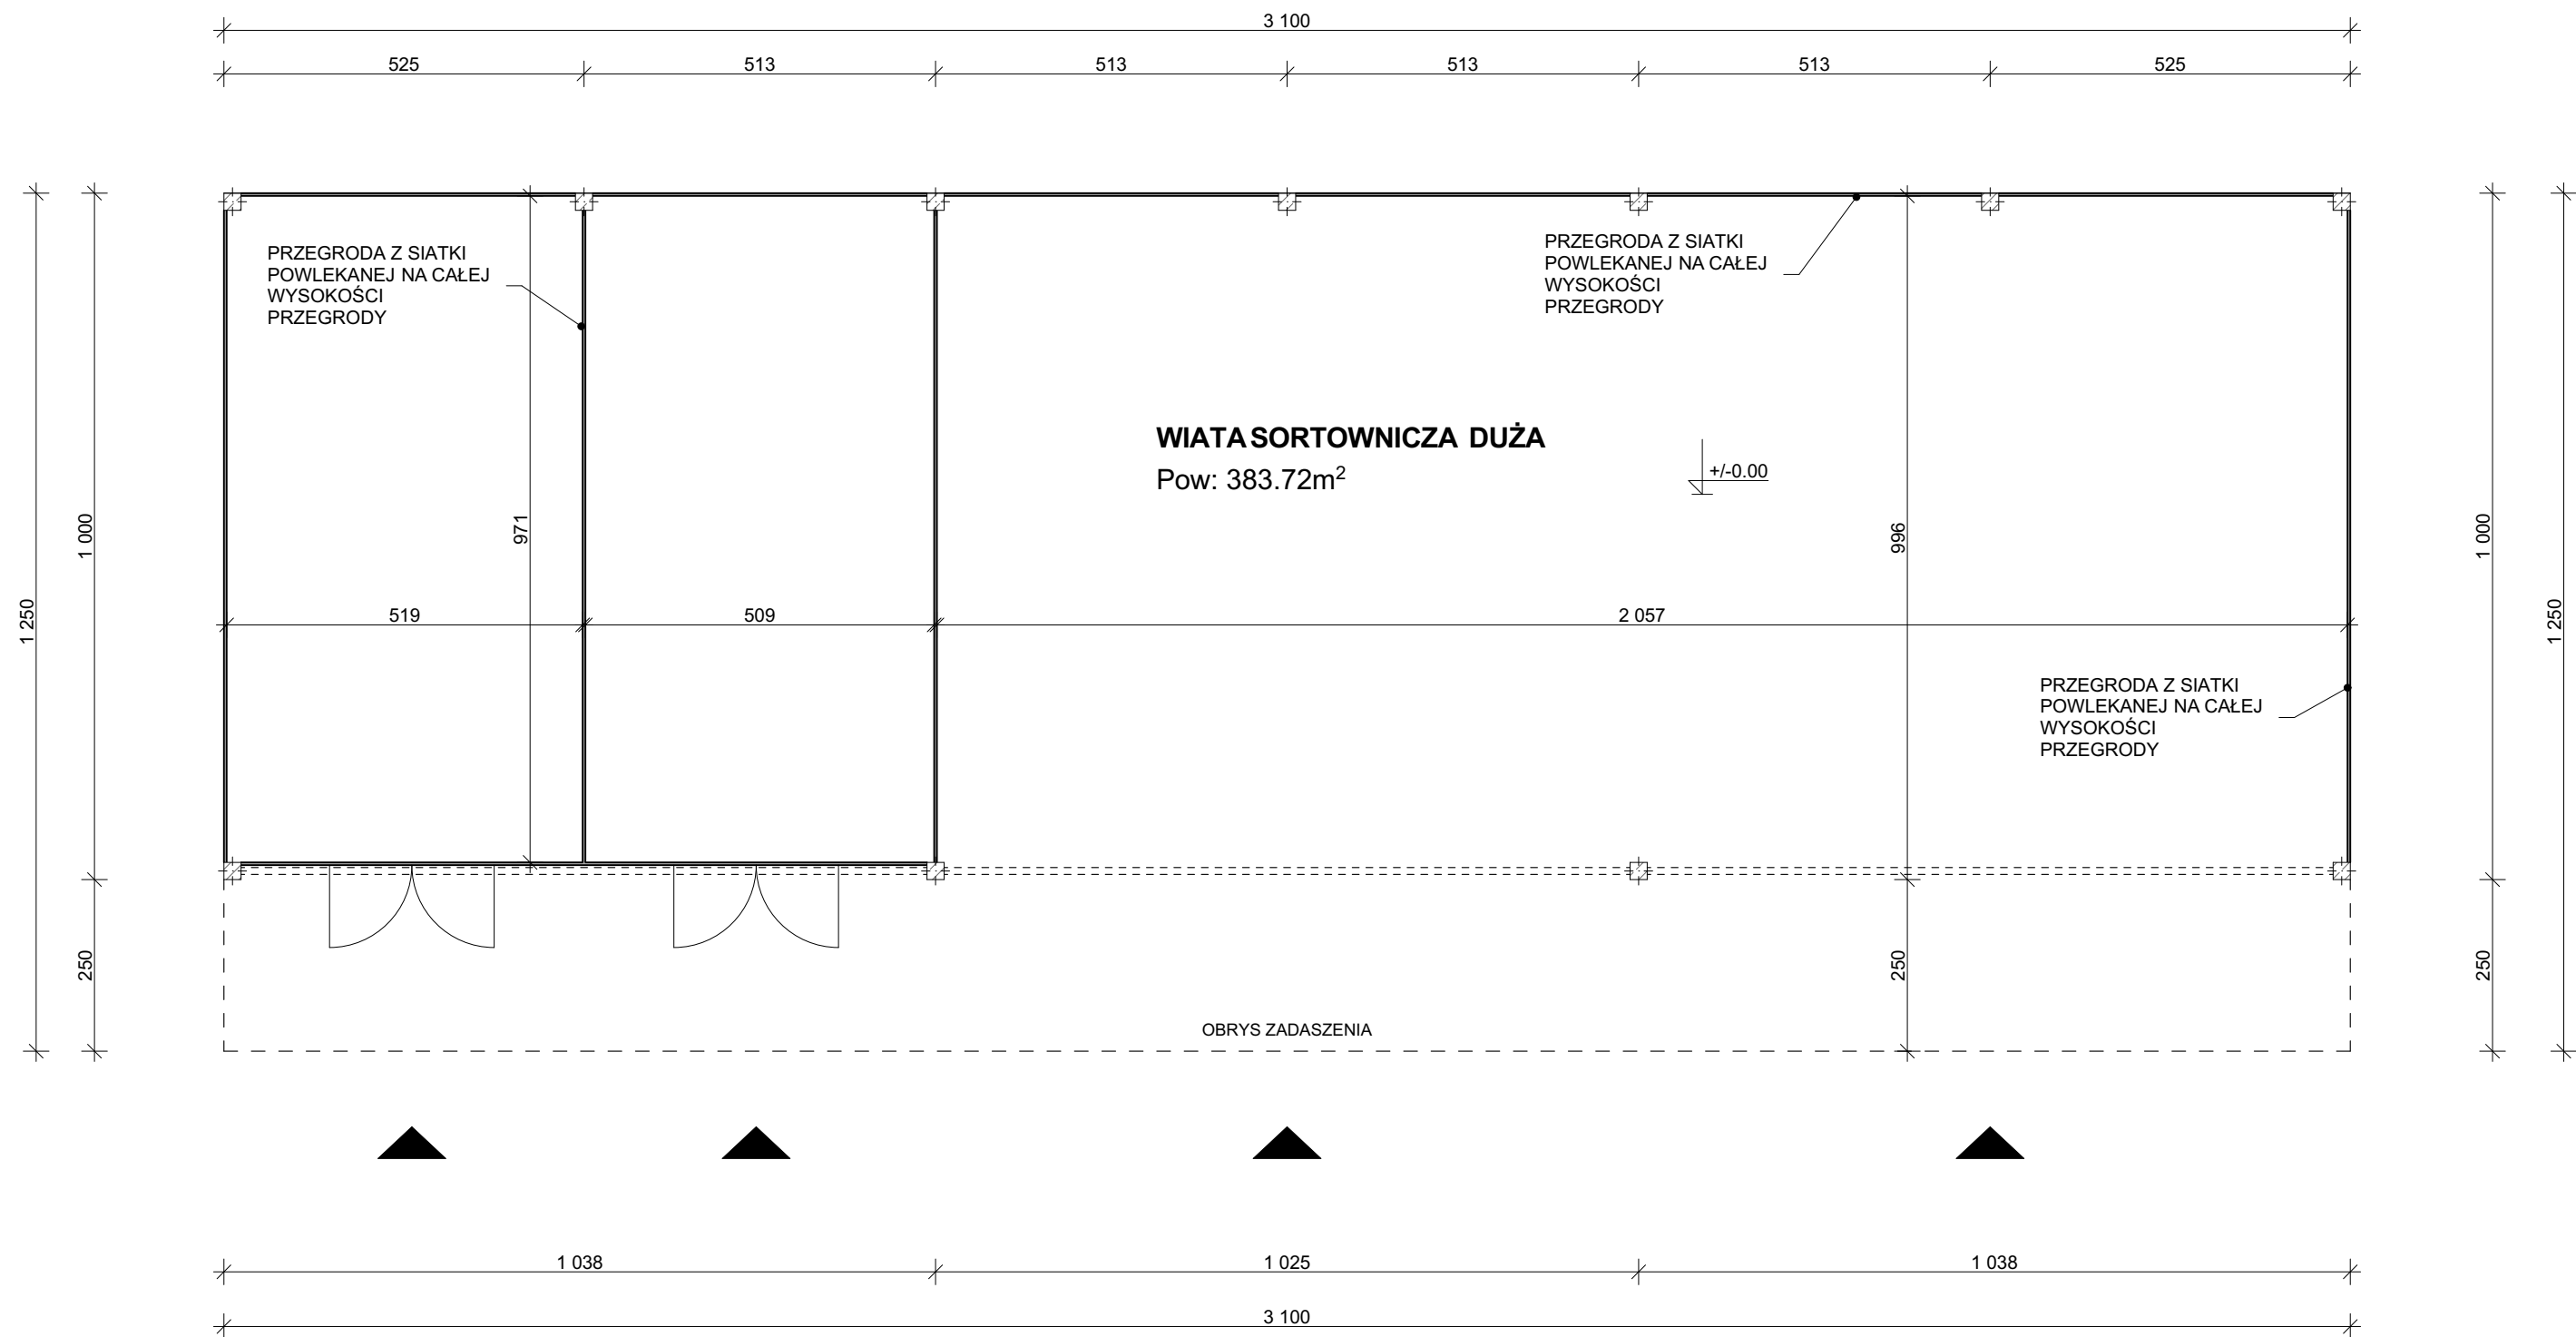 3 100
525
513
513
513
513
525
PRZEGRODA Z SIATKI
POWLEKANEJ NA CAŁEJ
WYSOKOŚCI
PRZEGRODY
PRZEGRODA Z SIATKI
POWLEKANEJ NA CAŁEJ
WYSOKOŚCI
PRZEGRODY
WIATA SORTOWNICZA DUŻA
Pow: 383.72m²
+/-0.00
1 250
1 000
971
996
1 000
1 250
519
509
2 057
PRZEGRODA Z SIATKI
POWLEKANEJ NA CAŁEJ
WYSOKOŚCI
PRZEGRODY
250
250
250
OBRYS ZADASZENIA
1 038
1 025
1 038
3 100